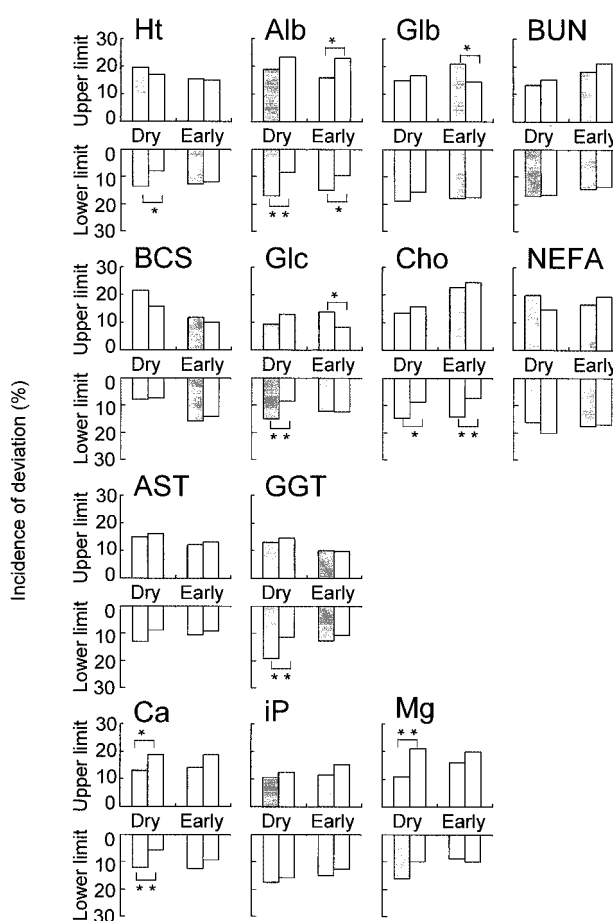 Ht Alb Glb BUN
Upper limit
30
20
10
0
*
*
Dry Early Dry Early Dry Early Dry Early
Lower limit
0
10
20
30
*
* *
*
BCS Glc Cho NEFA
Upper limit
30
20
10
0
*
Dry Early Dry Early Dry Early Dry Early
Lower limit
0
10
20
30
* *
*
* *
Incidence of deviation (%)
AST GGT
Upper limit
30
20
10
0
Dry Early Dry Early
Lower limit
0
10
20
30
* *
Ca iP Mg
Upper limit
30
20
10
0
*
* *
Dry Early Dry Early Dry Early
Lower limit
0
10
20
30
* *